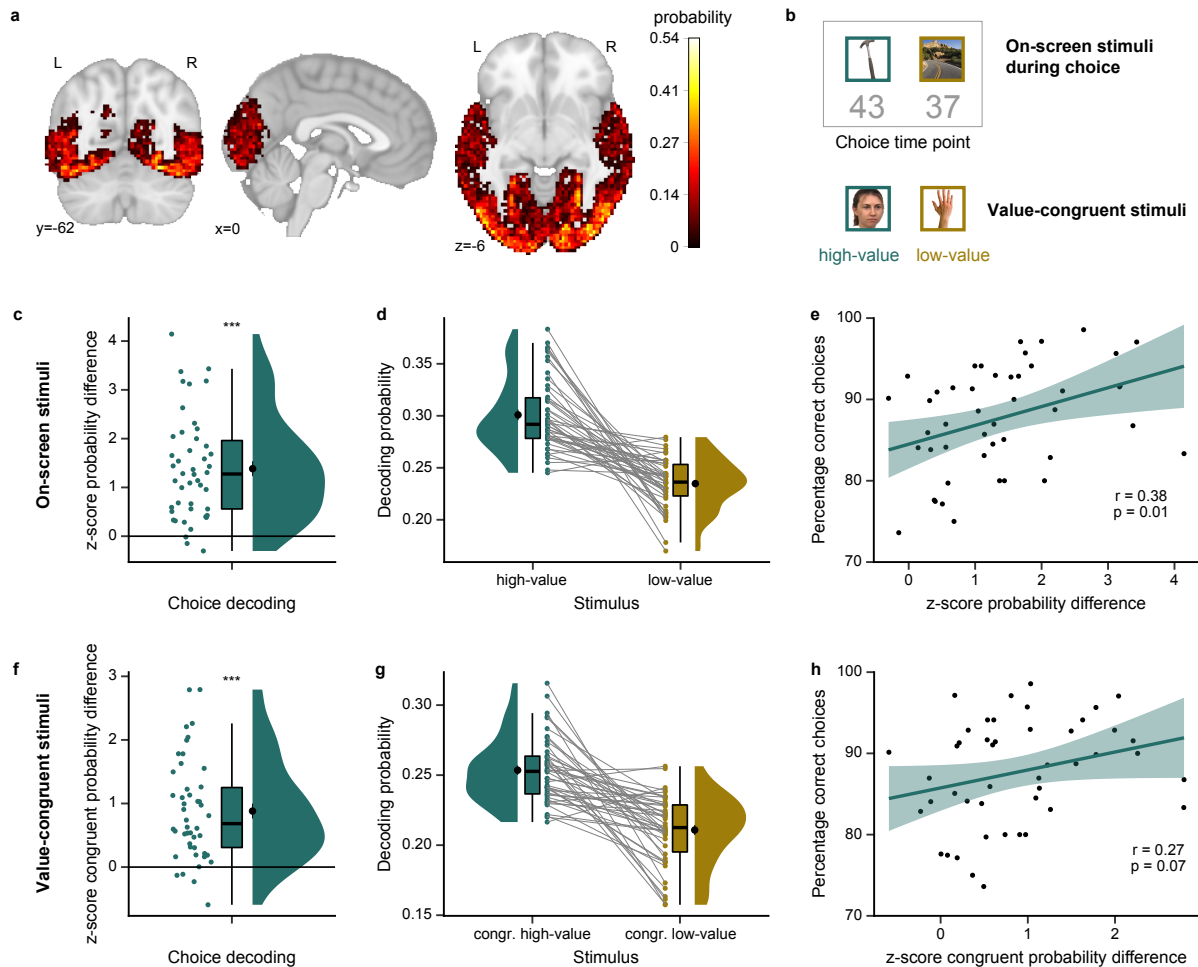 a
probability
L
R
L
R
0.54
0.41
0.27
0.14
0
y=-62
x=0
z=-6
b
On-screen stimuli
during choice
43 37
Choice time point
Value-congruent stimuli
high-value low-value
On-screen stimuli
c
z-score probability difference
4
3
2
1
0
***
Choice decoding
d
Decoding probability
0.35
0.30
0.25
0.20
high-value low-value
Stimulus
e
Percentage correct choices
100
90
80
70
r = 0.38
p = 0.01
0 1 2 3 4
z-score probability difference
Value-congruent stimuli
f
z-score congruent probability difference
3
2
1
0
***
Choice decoding
g
Decoding probability
0.30
0.25
0.20
0.15
congr. high-value congr. low-value
Stimulus
h
Percentage correct choices
100
90
80
70
r = 0.27
p = 0.07
0 1 2
z-score congruent probability difference